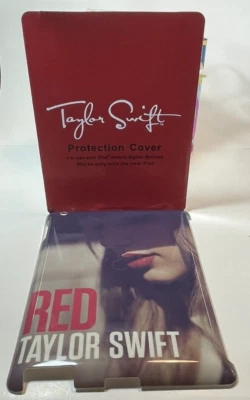 Taylor Swift
Protection Cover
RED
TAYLOR SWIFT